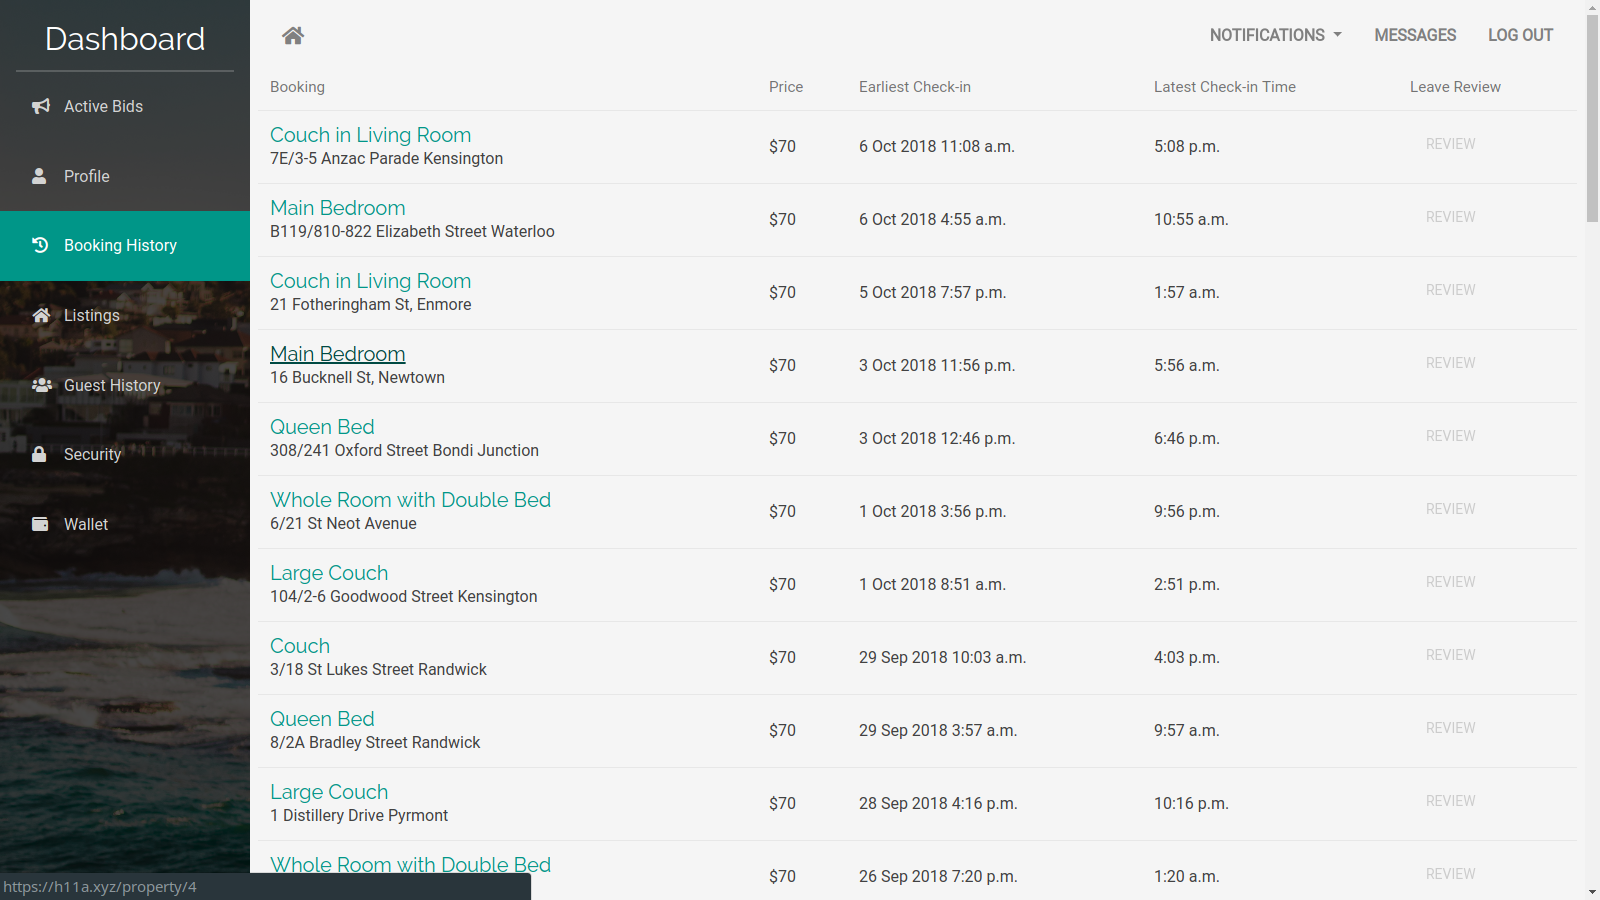 Dashboard
Active Bids
Profile
Booking History
Listings
Guest History
Security
Wallet
NOTIFICATIONS MESSAGES LOG OUT
Booking Price Earliest Check-in Latest Check-in Time Leave Review
Couch in Living Room
7E/3-5 Anzac Parade Kensington
$70 6 Oct 2018 11:08 a.m. 5:08 p.m. REVIEW
Main Bedroom
B119/810-822 Elizabeth Street Waterloo
$70 6 Oct 2018 4:55 a.m. 10:55 a.m. REVIEW
Couch in Living Room
21 Fotheringham St, Enmore
$70 5 Oct 2018 7:57 p.m. 1:57 a.m. REVIEW
Main Bedroom
16 Bucknell St, Newtown
$70 3 Oct 2018 11:56 p.m. 5:56 a.m. REVIEW
Queen Bed
308/241 Oxford Street Bondi Junction
$70 3 Oct 2018 12:46 p.m. 6:46 p.m. REVIEW
Whole Room with Double Bed
6/21 St Neot Avenue
$70 1 Oct 2018 3:56 p.m. 9:56 p.m. REVIEW
Large Couch
104/2-6 Goodwood Street Kensington
$70 1 Oct 2018 8:51 a.m. 2:51 p.m. REVIEW
Couch
3/18 St Lukes Street Randwick
$70 29 Sep 2018 10:03 a.m. 4:03 p.m. REVIEW
Queen Bed
8/2A Bradley Street Randwick
$70 29 Sep 2018 3:57 a.m. 9:57 a.m. REVIEW
Large Couch
1 Distillery Drive Pyrmont
$70 28 Sep 2018 4:16 p.m. 10:16 p.m. REVIEW
Whole Room with Double Bed
$70 26 Sep 2018 7:20 p.m. 1:20 a.m. REVIEW
https://h11a.xyz/property/4